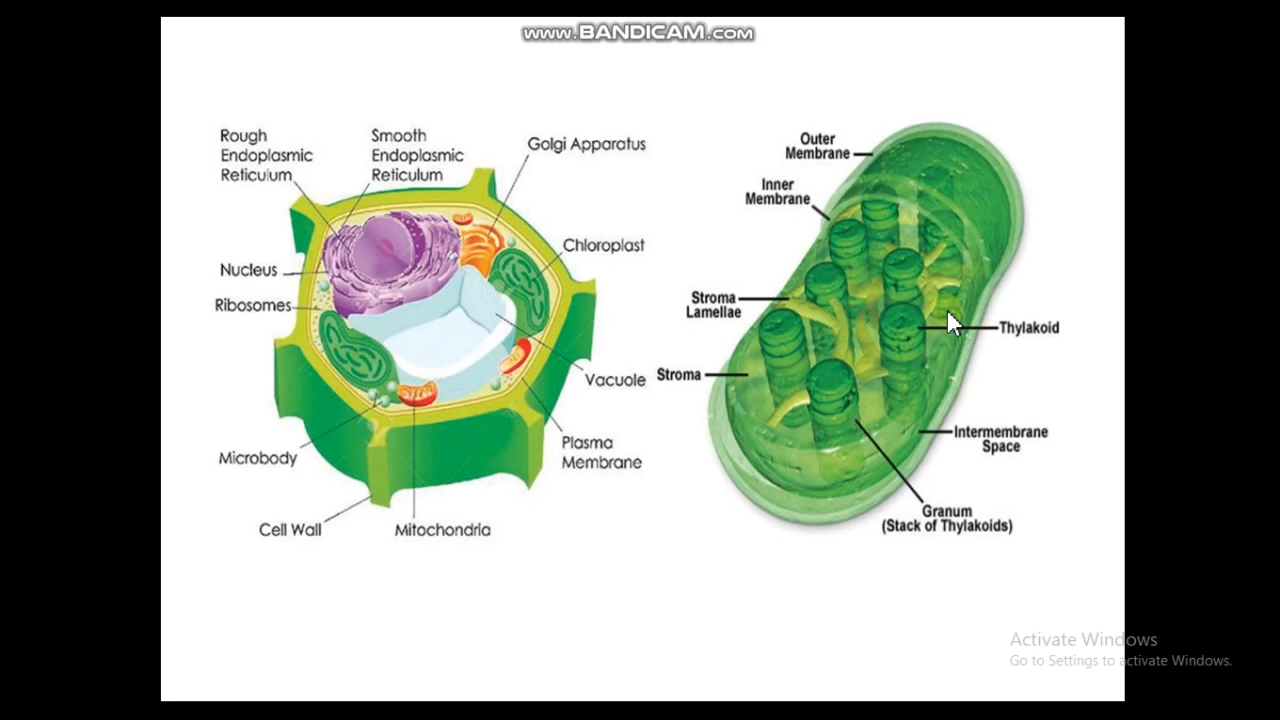 www.BANDICAM.com
Rough
Endoplasmic
Reticulum
Smooth
Endoplasmic
Reticulum
Golgi Apparatus
Chloroplast
Nucleus
Ribosomes
Vacuole
Plasma
Membrane
Microbody
Cell Wall
Mitochondria
Outer
Membrane
Inner
Membrane
Stroma
Lamellae
Thylakoid
Stroma
Intermembrane
Space
Granum
(Stack of Thylakoids)
Activate Windows
Go to Settings to activate Windows.